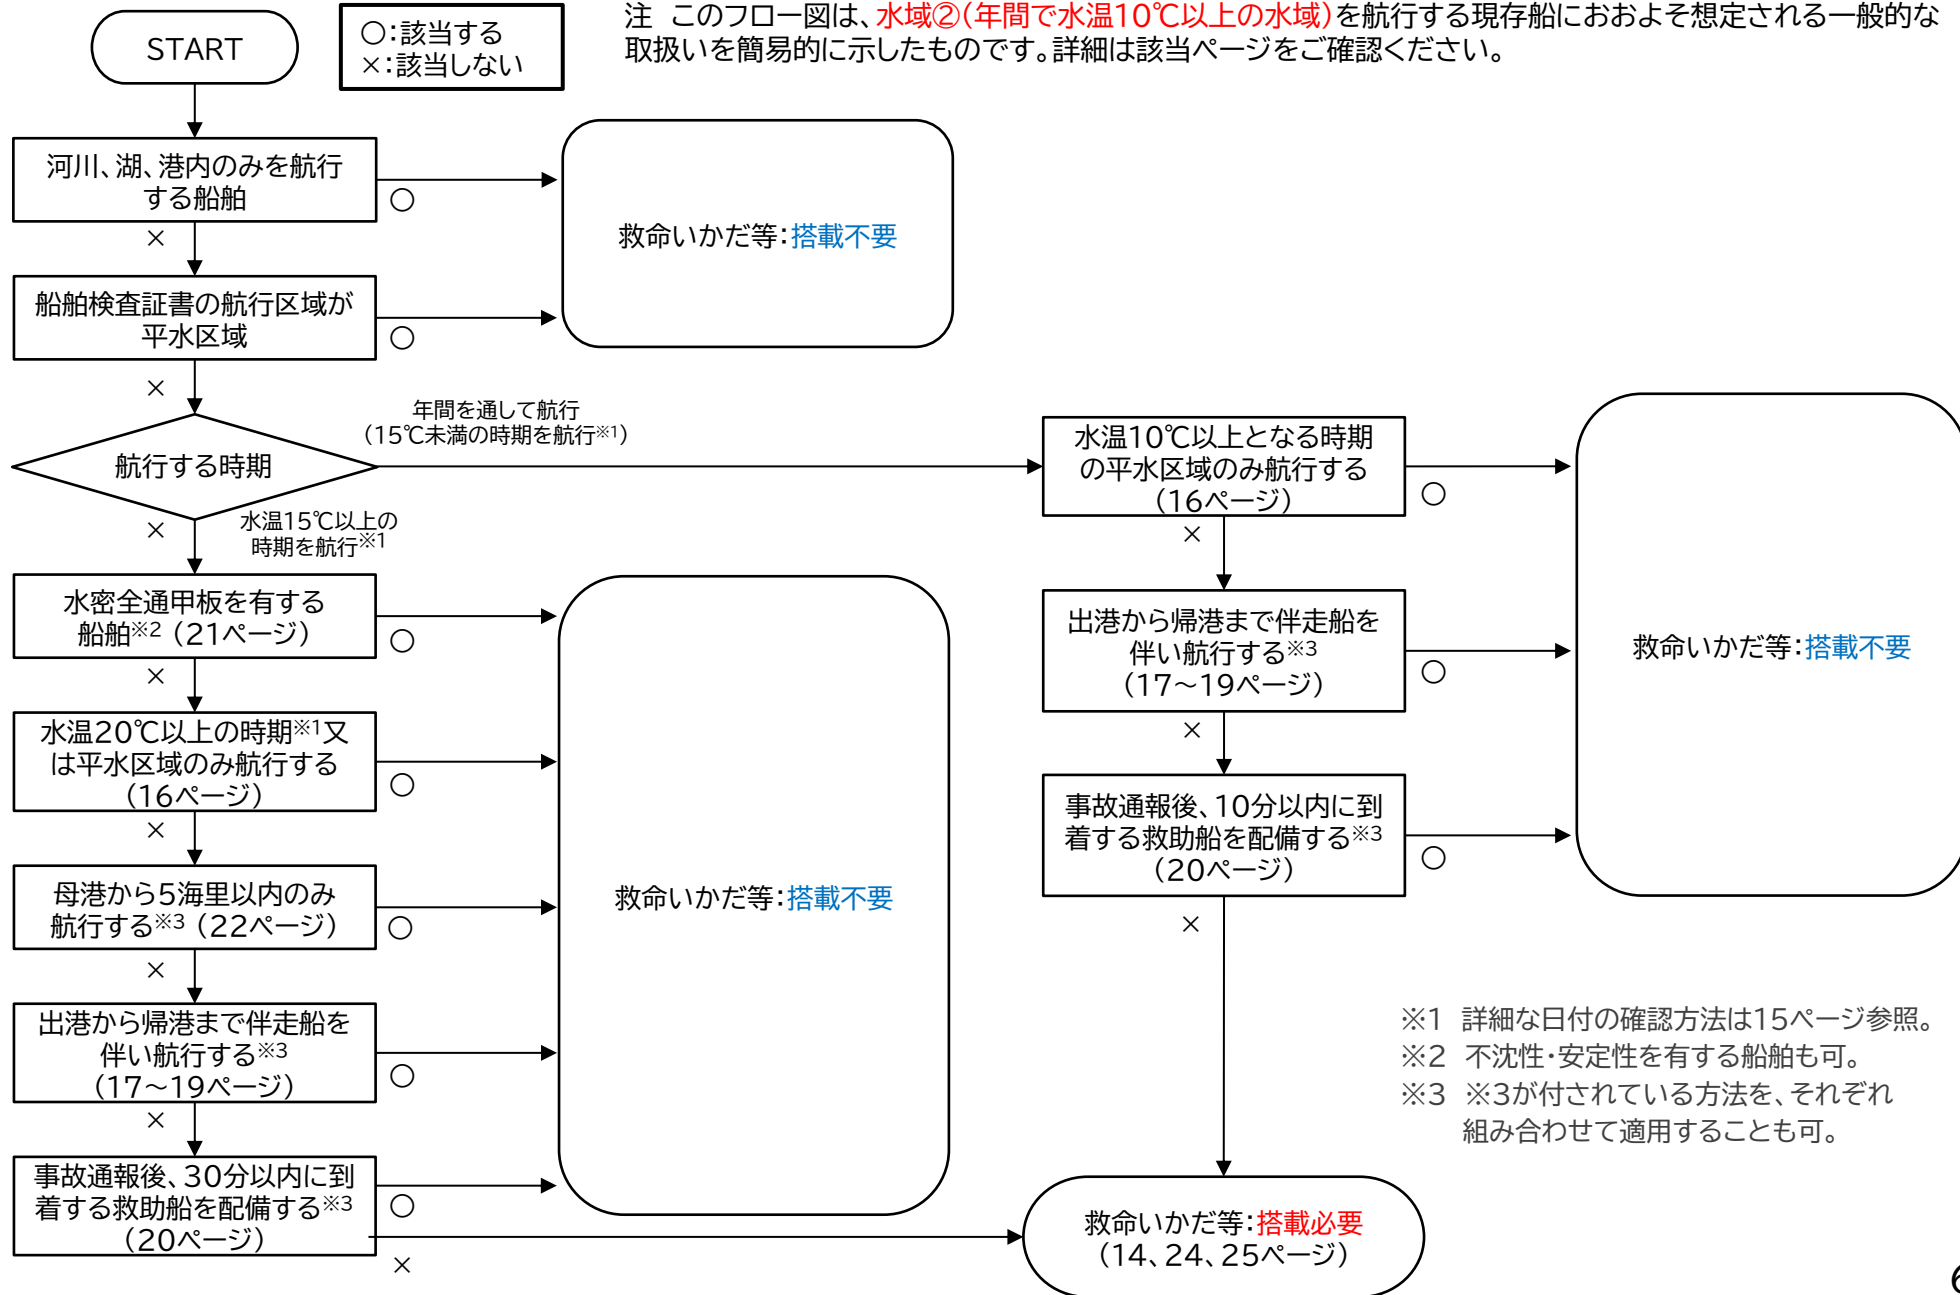 START
○:該当する
×:該当しない
注　このフロー図は、水域②(年間で水温10℃以上の水域)を航行する現存船におおよそ想定される一般的な
取扱いを簡易的に示したものです。詳細は該当ページをご確認ください。
河川、湖、港内のみを航行
する船舶
○
×
救命いかだ等:搭載不要
船舶検査証書の航行区域が
平水区域
○
×
航行する時期
年間を通して航行
(15℃未満の時期を航行※1)
×
水温15℃以上の
時期を航行※1
水密全通甲板を有する
船舶※2 (21ページ)
○
×
水温20℃以上の時期※1又
は平水区域のみ航行する
(16ページ)
○
×
母港から5海里以内のみ
航行する※3 (22ページ)
○
×
出港から帰港まで伴走船を
伴い航行する※3
(17～19ページ)
○
×
事故通報後、30分以内に到
着する救助船を配備する※3
(20ページ)
○
×
救命いかだ等:搭載不要
水温10℃以上となる時期
の平水区域のみ航行する
(16ページ)
○
×
出港から帰港まで伴走船を
伴い航行する※3
(17～19ページ)
○
×
事故通報後、10分以内に到
着する救助船を配備する※3
(20ページ)
○
×
救命いかだ等:搭載不要
救命いかだ等:搭載必要
(14、24、25ページ)
※1　詳細な日付の確認方法は15ページ参照。
※2　不沈性・安定性を有する船舶も可。
※3　※3が付されている方法を、それぞれ
組み合わせて適用することも可。